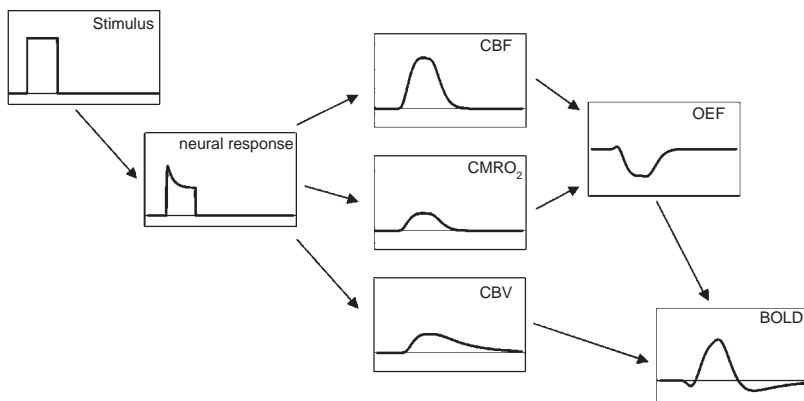 Stimulus
neural response
CBF
CMRO₂
CBV
OEF
BOLD